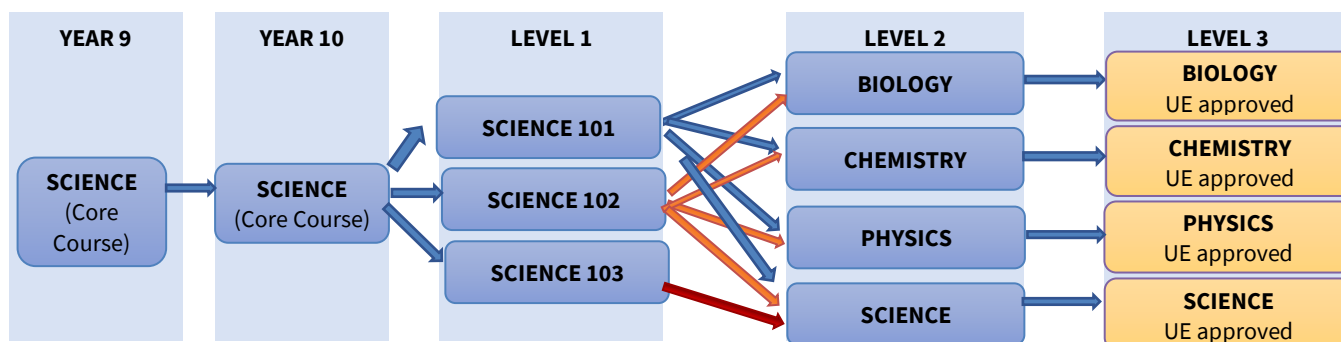 YEAR 9
YEAR 10
LEVEL 1
LEVEL 2
LEVEL 3
SCIENCE
(Core
Course)
SCIENCE
(Core Course)
SCIENCE 101
SCIENCE 102
SCIENCE 103
BIOLOGY
CHEMISTRY
PHYSICS
SCIENCE
BIOLOGY
UE approved
CHEMISTRY
UE approved
PHYSICS
UE approved
SCIENCE
UE approved